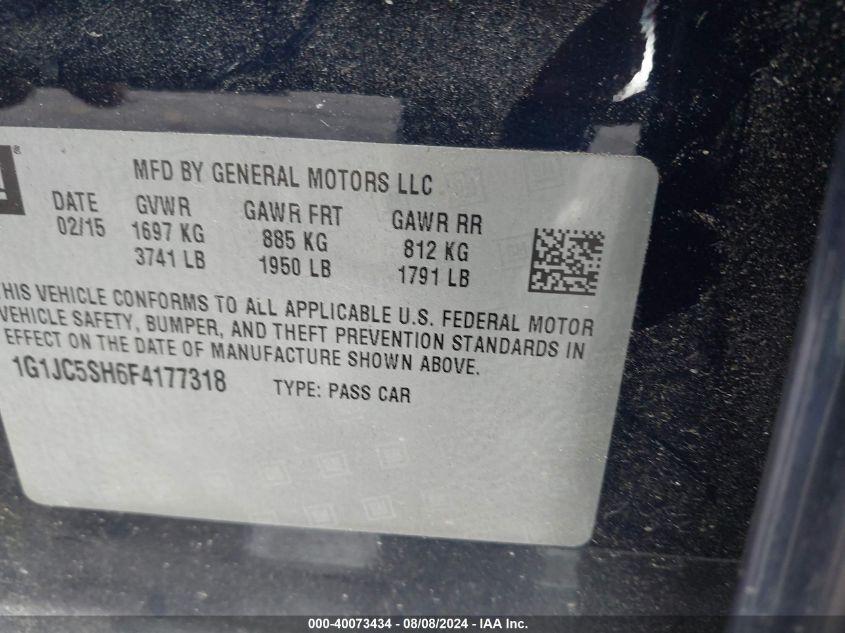 MFD BY GENERAL MOTORS LLC
DATE GVWR GAWR FRT GAWR RR
02/15 1697 KG 885 KG 812 KG
3741 LB 1950 LB 1791 LB
HIS VEHICLE CONFORMS TO ALL APPLICABLE U.S. FEDERAL MOTOR
VEHICLE SAFETY, BUMPER, AND THEFT PREVENTION STANDARDS IN
EFFECT ON THE DATE OF MANUFACTURE SHOWN ABOVE.
1G1JC5SH6F4177318 TYPE: PASS CAR
000-40073434 - 08/08/2024 - IAA Inc.